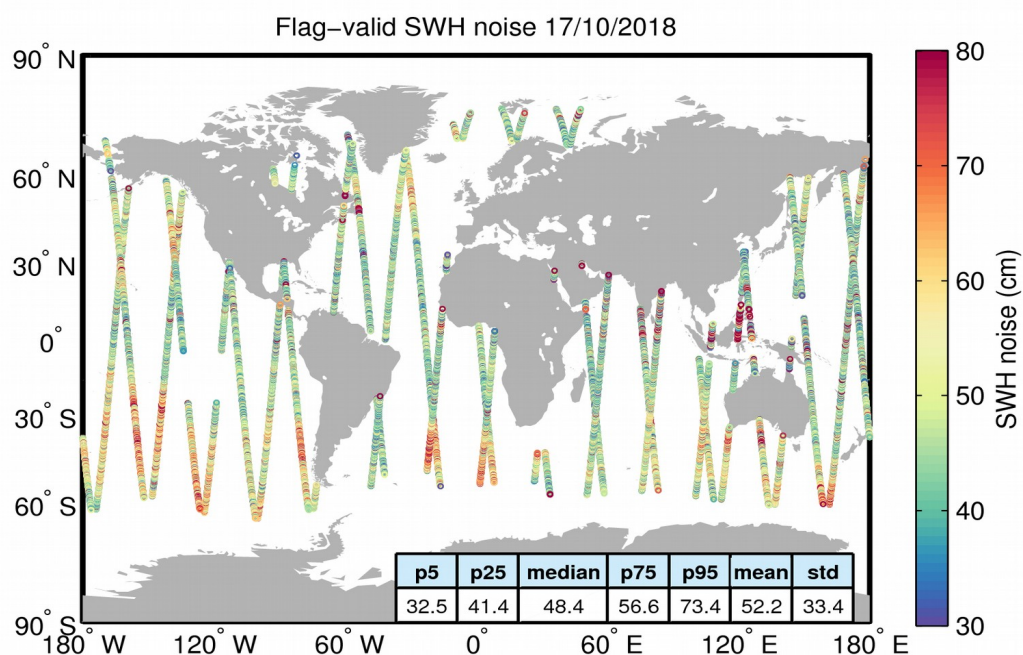 Flag−valid SWH noise 17/10/2018
90° N
60° N
30° N
0°
30° S
60° S
90° S
180° W
120° W
60° W
0°
60° E
120° E
180° E
p5 p25 median p75 p95 mean std
32.5 41.4 48.4 56.6 73.4 52.2 33.4
80
70
60
50
40
30
SWH noise (cm)